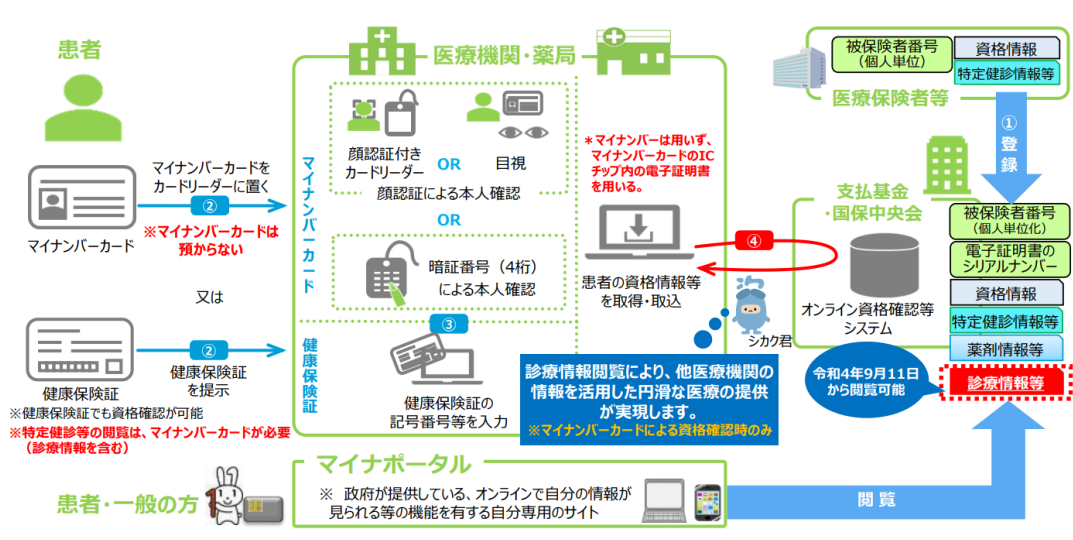 患者
マイナンバーカード
マイナンバーカードを
カードリーダーに置く
②
※マイナンバーカードは
預からない
又は
健康保険証
②
健康保険証
を提示
※健康保険証でも資格確認が可能
※特定健診等の閲覧は、マイナンバーカードが必要
（診療情報を含む）
医療機関・薬局
マイナンバーカード
顔認証付き
カードリーダー
OR
目視
顔認証による本人確認
OR
暗証番号（4桁）
による本人確認
③
健康保険証
健康保険証の
記号番号等を入力
＊マイナンバーは用いず、
マイナンバーカードのIC
チップ内の電子証明書
を用いる。
患者の資格情報等
を取得・取込
④
シカク君
診療情報閲覧により、他医療機関の
情報を活用した円滑な医療の提供
が実現します。
※マイナンバーカードによる資格確認時のみ
被保険者番号
（個人単位）
資格情報
特定健診情報等
医療保険者等
①
登録
支払基金
・国保中央会
オンライン資格確認等
システム
被保険者番号
（個人単位化）
電子証明書の
シリアルナンバー
資格情報
特定健診情報等
薬剤情報等
診療情報等
令和4年9月11日
から閲覧可能
患者・一般の方
マイナポータル
※ 政府が提供している、オンラインで自分の情報が
見られる等の機能を有する自分専用のサイト
閲覧